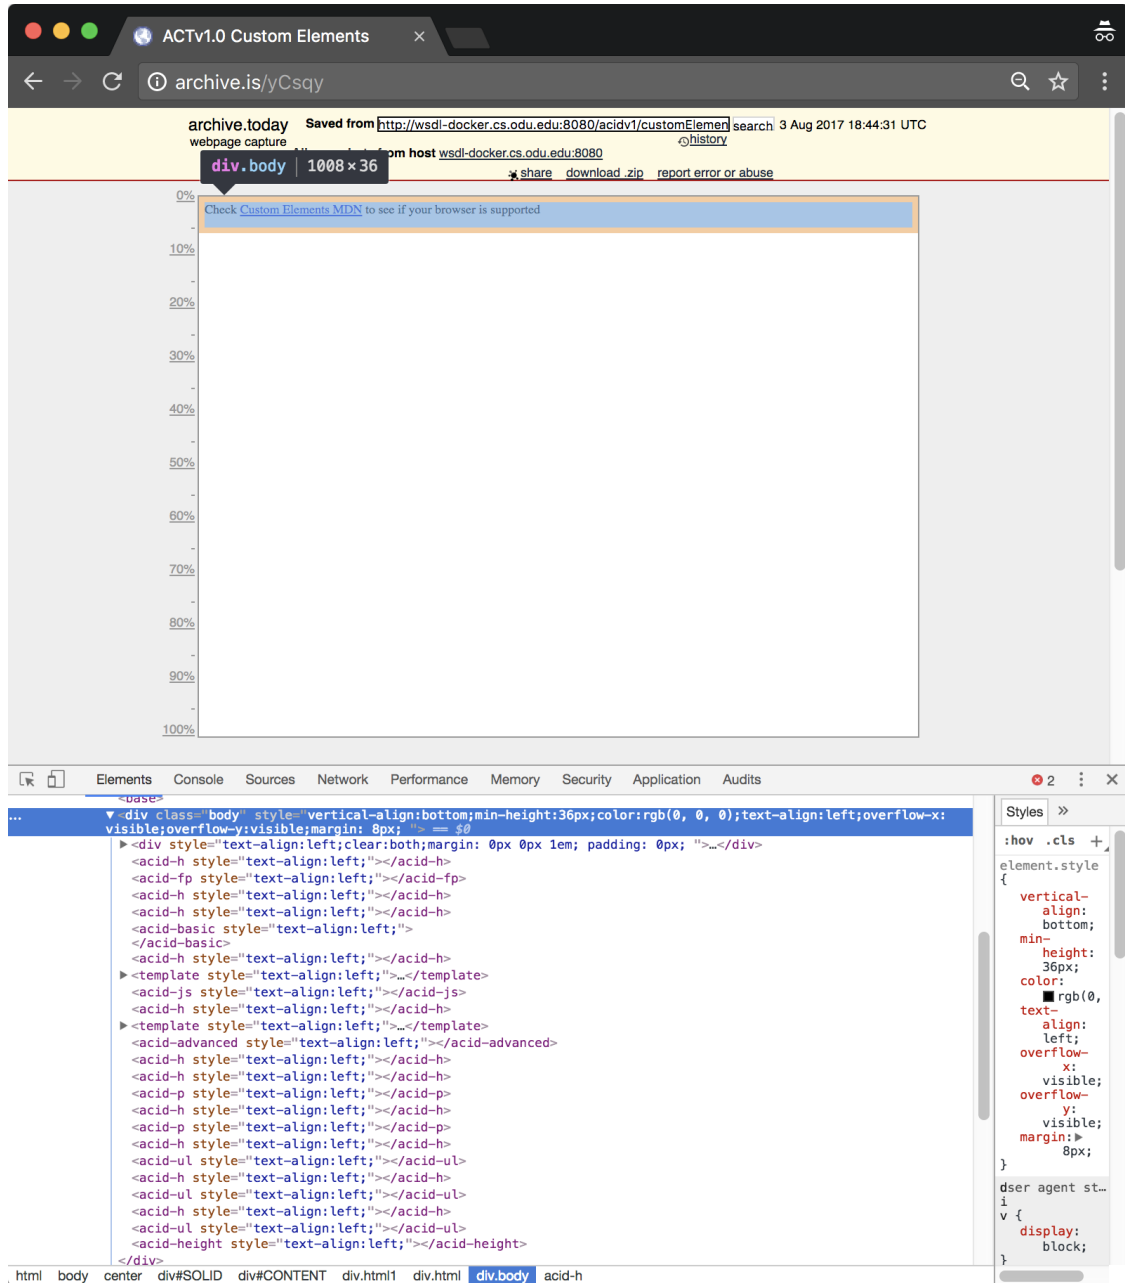 ACTv1.0 Custom Elements ×
archive.is/yCsqy
archive.today
webpage capture
Saved from http://wsdl-docker.cs.odu.edu:8080/acidv1/customElemen search 3 Aug 2017 18:44:31 UTC
history
om host wsdl-docker.cs.odu.edu:8080
share download .zip report error or abuse
div.body | 1008 × 36
0%
Check Custom Elements MDN to see if your browser is supported
-
10%
-
20%
-
30%
-
40%
-
50%
-
60%
-
70%
-
80%
-
90%
-
100%
Elements Console Sources Network Performance Memory Security Application Audits 2
<base>
... ▼<div class="body" style="vertical-align:bottom;min-height:36px;color:rgb(0, 0, 0);text-align:left;overflow-x:
visible;overflow-y:visible;margin: 8px; "> == $0
▶<div style="text-align:left;clear:both;margin: 0px 0px 1em; padding: 0px; ">…</div>
<acid-h style="text-align:left;"></acid-h>
<acid-fp style="text-align:left;"></acid-fp>
<acid-h style="text-align:left;"></acid-h>
<acid-h style="text-align:left;"></acid-h>
<acid-basic style="text-align:left;">
</acid-basic>
<acid-h style="text-align:left;"></acid-h>
▶<template style="text-align:left;">…</template>
<acid-js style="text-align:left;"></acid-js>
<acid-h style="text-align:left;"></acid-h>
▶<template style="text-align:left;">…</template>
<acid-advanced style="text-align:left;"></acid-advanced>
<acid-h style="text-align:left;"></acid-h>
<acid-h style="text-align:left;"></acid-h>
<acid-p style="text-align:left;"></acid-p>
<acid-h style="text-align:left;"></acid-h>
<acid-p style="text-align:left;"></acid-p>
<acid-h style="text-align:left;"></acid-h>
<acid-ul style="text-align:left;"></acid-ul>
<acid-h style="text-align:left;"></acid-h>
<acid-ul style="text-align:left;"></acid-ul>
<acid-h style="text-align:left;"></acid-h>
<acid-ul style="text-align:left;"></acid-ul>
<acid-height style="text-align:left;"></acid-height>
</div>
Styles »
:hov .cls +
element.style
{
vertical-
align:
bottom;
min-
height:
36px;
color:
rgb(0,
text-
align:
left;
overflow-
x:
visible;
overflow-
y:
visible;
margin:▶
8px;
}
dser agent st…
i
v {
display:
block;
}
html body center div#SOLID div#CONTENT div.html1 div.html div.body acid-h